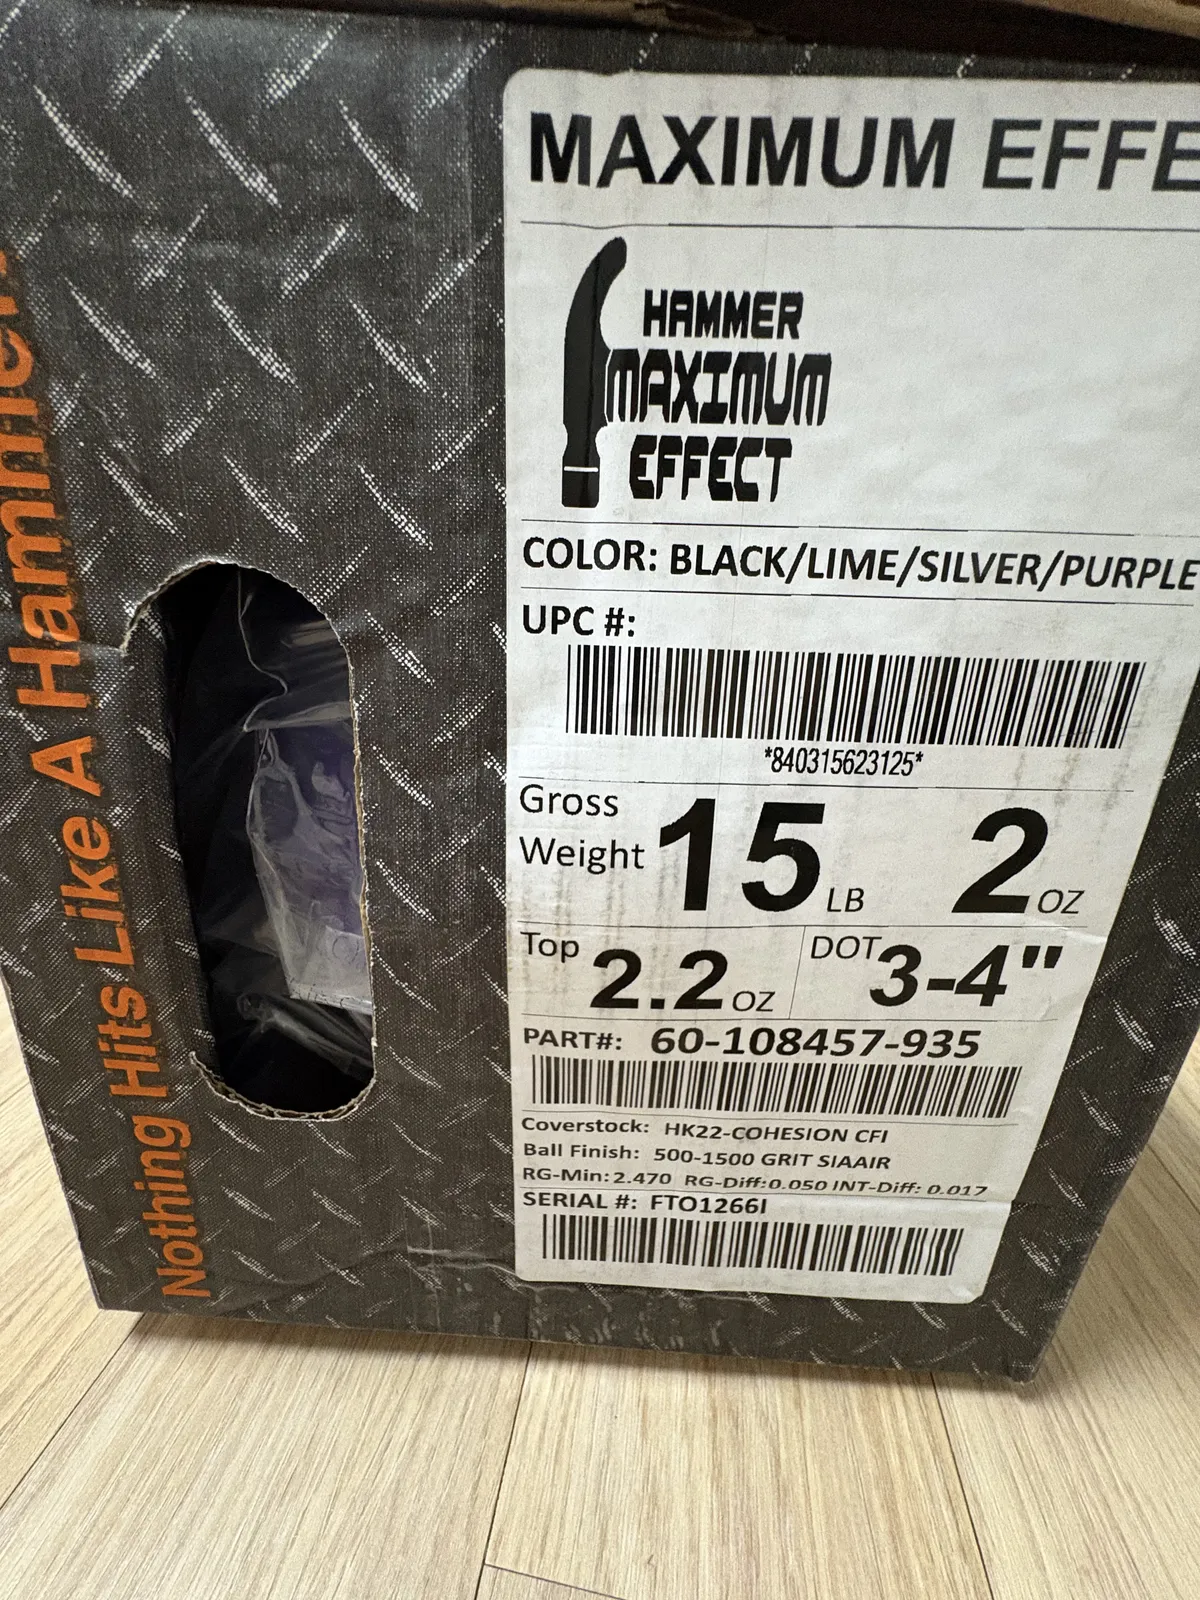 MAXIMUM EFFE
HAMMER
MAXIMUM
EFFECT
COLOR: BLACK/LIME/SILVER/PURPLE
UPC #:
*840315623125*
Gross
Weight 15 LB 2 OZ
Top 2.2 OZ DOT 3-4"
PART#: 60-108457-935
Coverstock: HK22-COHESION CFI
Ball Finish: 500-1500 GRIT SIAAIR
RG-Min: 2.470 RG-Diff: 0.050 INT-Diff: 0.017
SERIAL #: FTO1266I
Nothing Hits Like A Hammer.